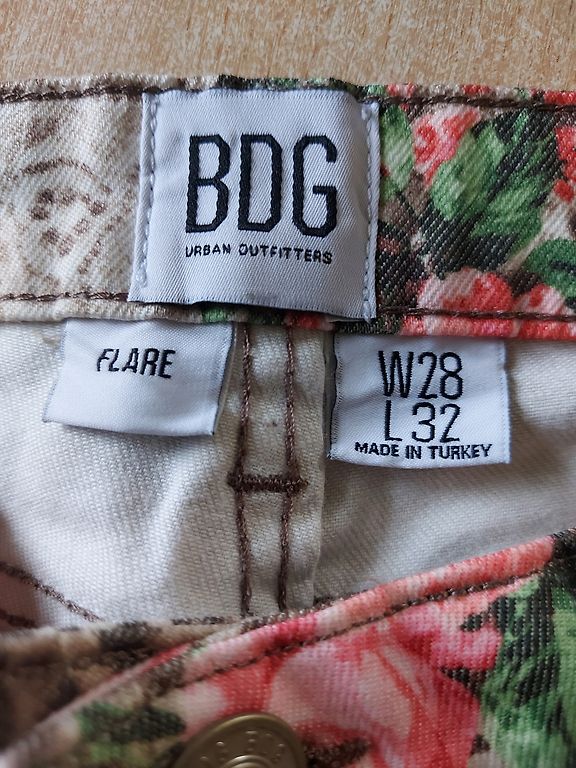 BDG
URBAN OUTFITTERS
FLARE
W28
L32
MADE IN TURKEY